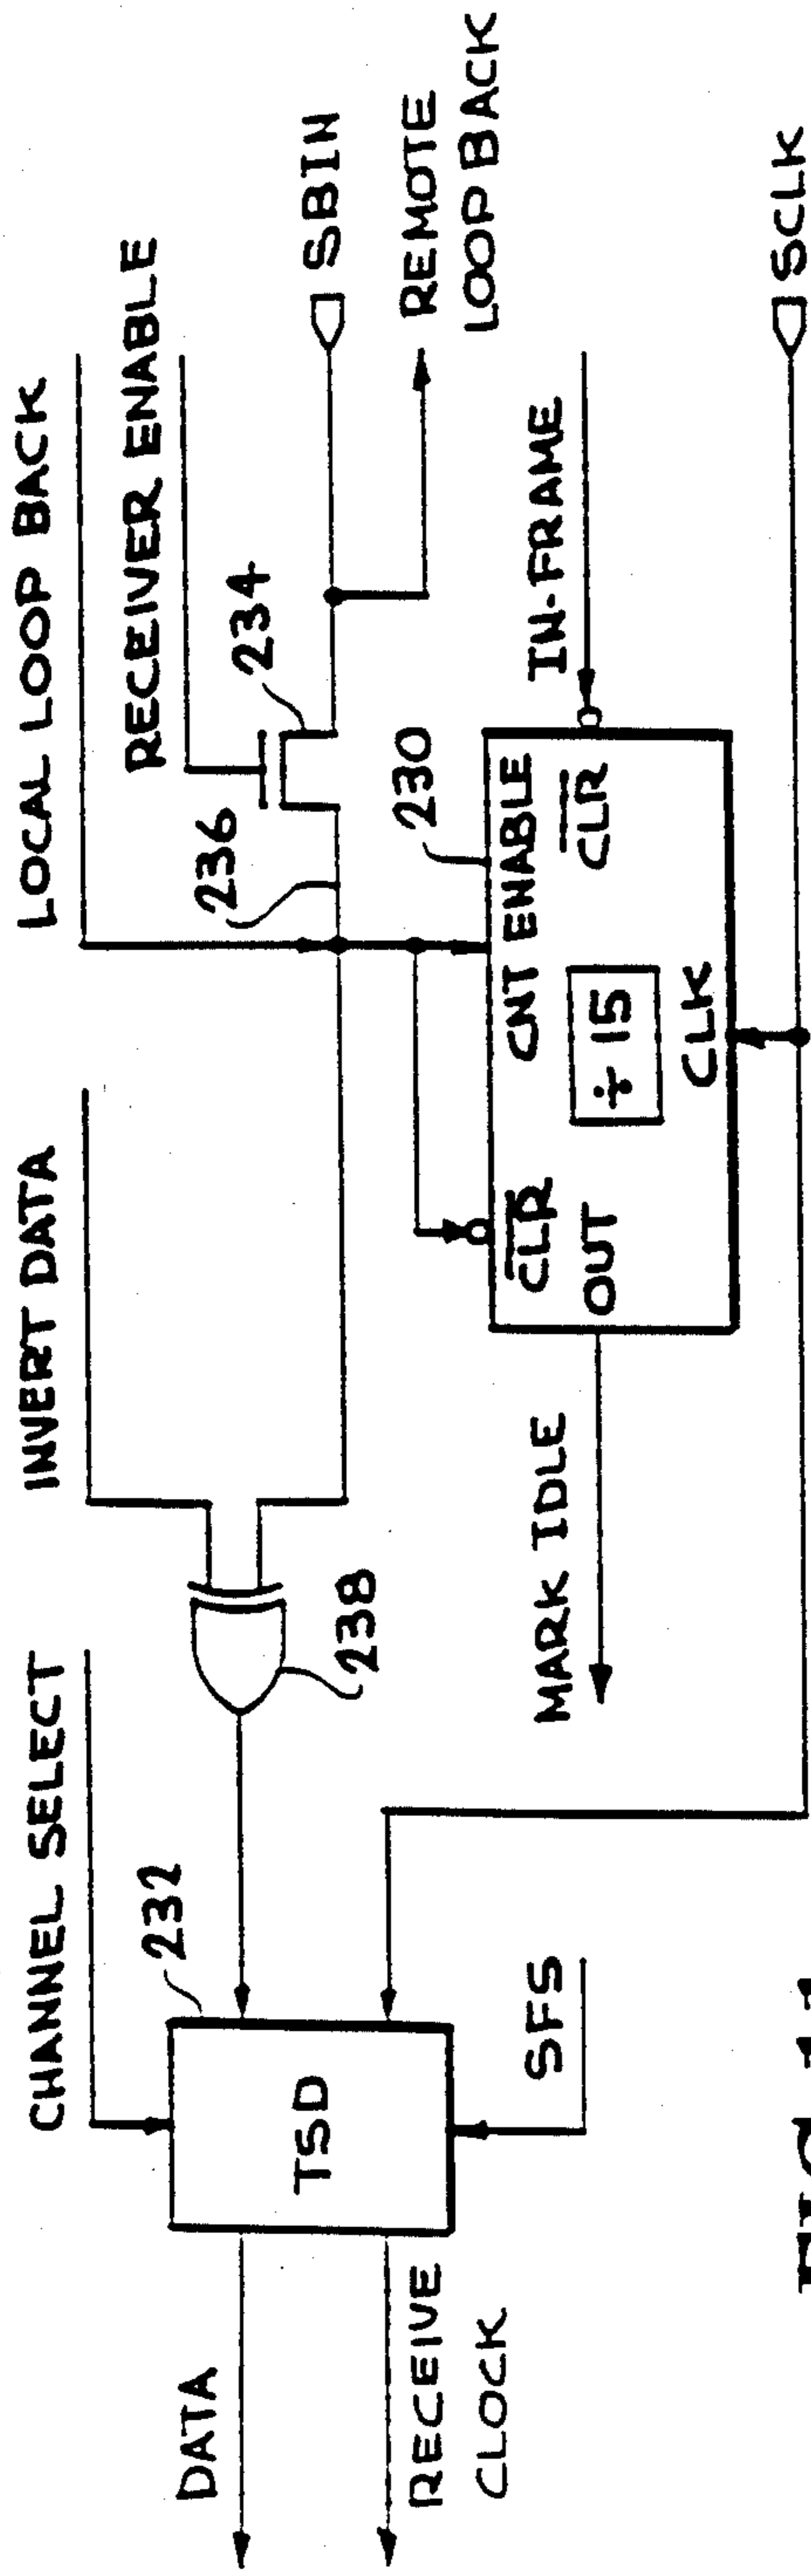 LOCAL LOOP BACK
RECEIVER ENABLE
CHANNEL SELECT
INVERT DATA
SBIN
REMOTE
LOOP BACK
232
238
236
234
DATA
TSD
RECEIVE
CLOCK
SFS
MARK IDLE
230
CLR
CNT ENABLE
OUT
÷ 15
CLR
CLK
IN-FRAME
SCLK